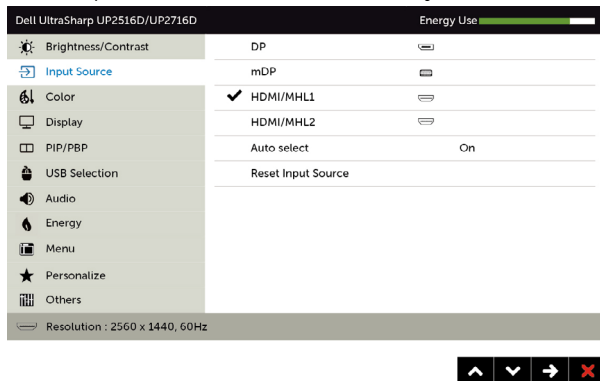 Dell UltraSharp UP2516D/UP2716D Energy Use
Brightness/Contrast DP
Input Source mDP
Color HDMI/MHL1
Display HDMI/MHL2
PIP/PBP Auto select On
USB Selection Reset Input Source
Audio
Energy
Menu
Personalize
Others
Resolution : 2560 x 1440, 60Hz